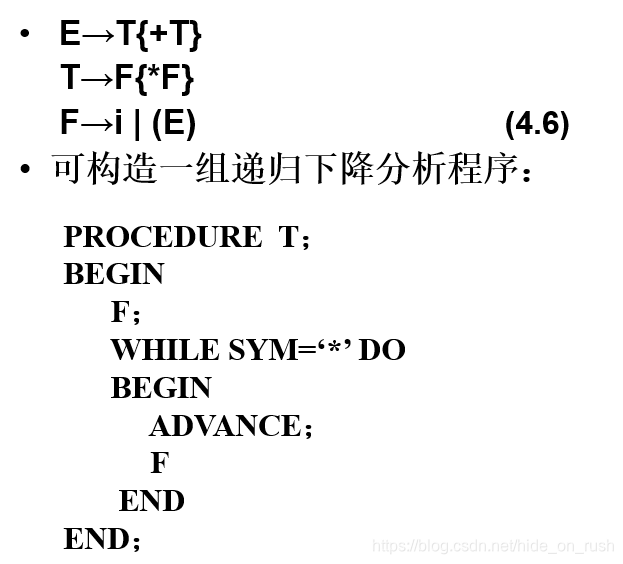 • E→T{+T}
T→F{*F}
F→i | (E) (4.6)
• 可构造一组递归下降分析程序：
PROCEDURE T；
BEGIN
F；
WHILE SYM=‘*’ DO
BEGIN
ADVANCE；
F
END
END；
https://blog.csdn.net/hide_on_rush